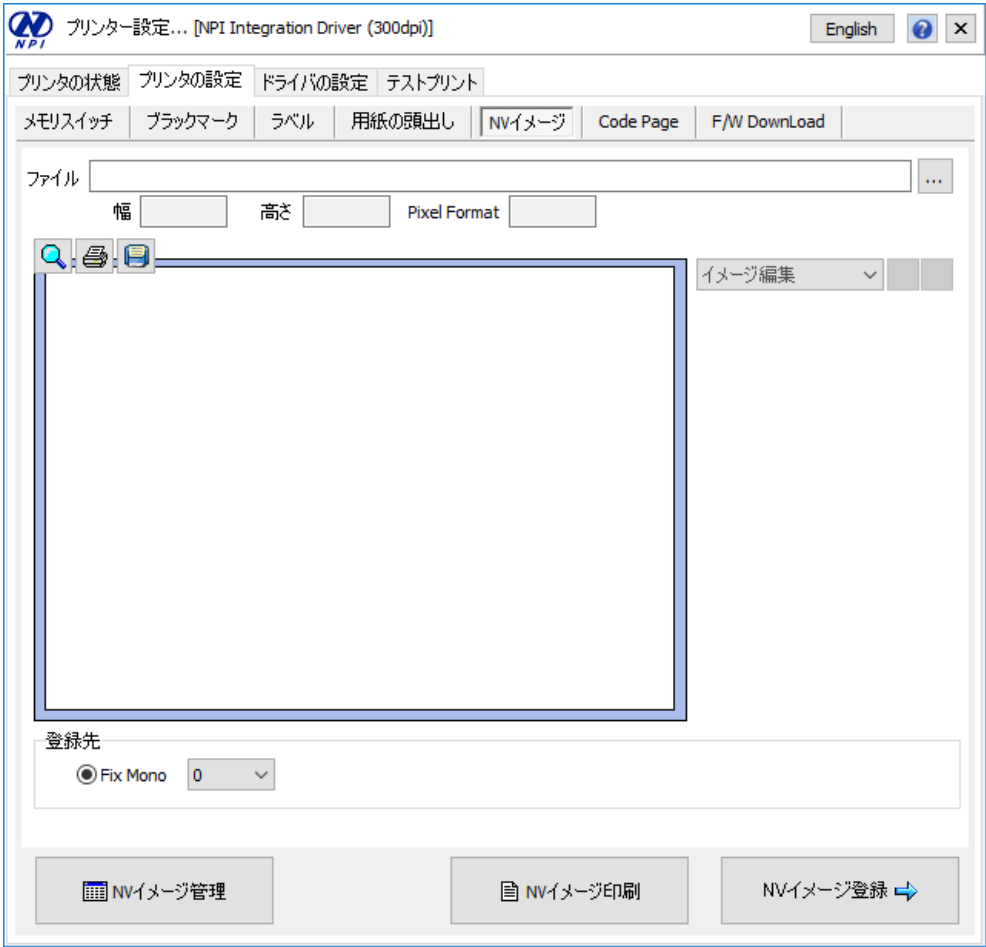 NPI プリンター設定... [NPI Integration Driver (300dpi)] English ? ×
プリンタの状態 プリンタの設定 ドライバの設定 テストプリント
メモリスイッチ ブラックマーク ラベル 用紙の頭出し NVイメージ Code Page F/W DownLoad
ファイル ...
幅 高さ Pixel Format
イメージ編集
登録先
Fix Mono 0
NVイメージ管理 NVイメージ印刷 NVイメージ登録